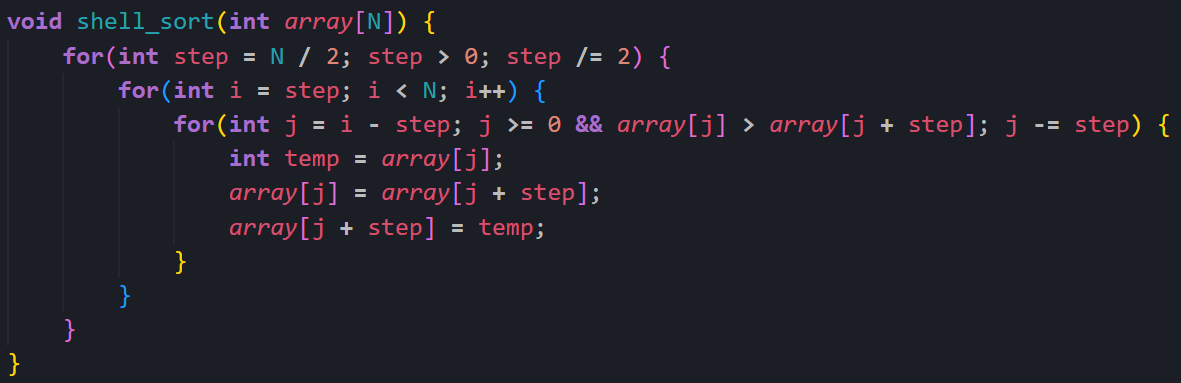 void shell_sort(int array[N]) {
    for(int step = N / 2; step > 0; step /= 2) {
        for(int i = step; i < N; i++) {
            for(int j = i - step; j >= 0 && array[j] > array[j + step]; j -= step) {
                int temp = array[j];
                array[j] = array[j + step];
                array[j + step] = temp;
            }
        }
    }
}